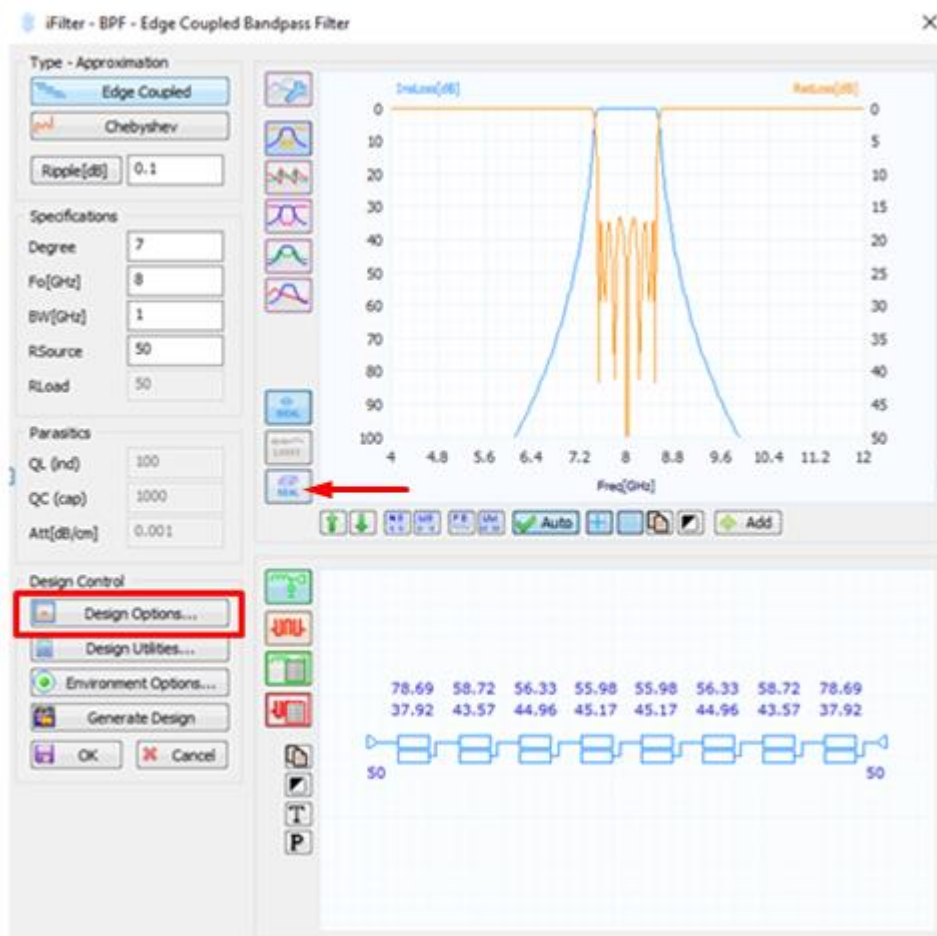 iFilter - BPF - Edge Coupled Bandpass Filter
Type - Approximation
Edge Coupled
Chebyshev
Ripple[dB] 0.1
Specifications
Degree 7
Fo[GHz] 8
BW[GHz] 1
RSource 50
RLoad 50
Parasitics
QL (ind) 100
QC (cap) 1000
Att[dB/cm] 0.001
Design Control
Design Options...
Design Utilities...
Environment Options...
Generate Design
OK Cancel
InsLoss[dB] RetLoss[dB]
0 0
10 5
20 10
30 15
40 20
50 25
60 30
70 35
80 40
90 45
100 50
4 4.8 5.6 6.4 7.2 8 8.8 9.6 10.4 11.2 12
Freq[GHz]
Auto Add
78.69 58.72 56.33 55.98 55.98 56.33 58.72 78.69
37.92 43.57 44.96 45.17 45.17 44.96 43.57 37.92
50 50
T
P